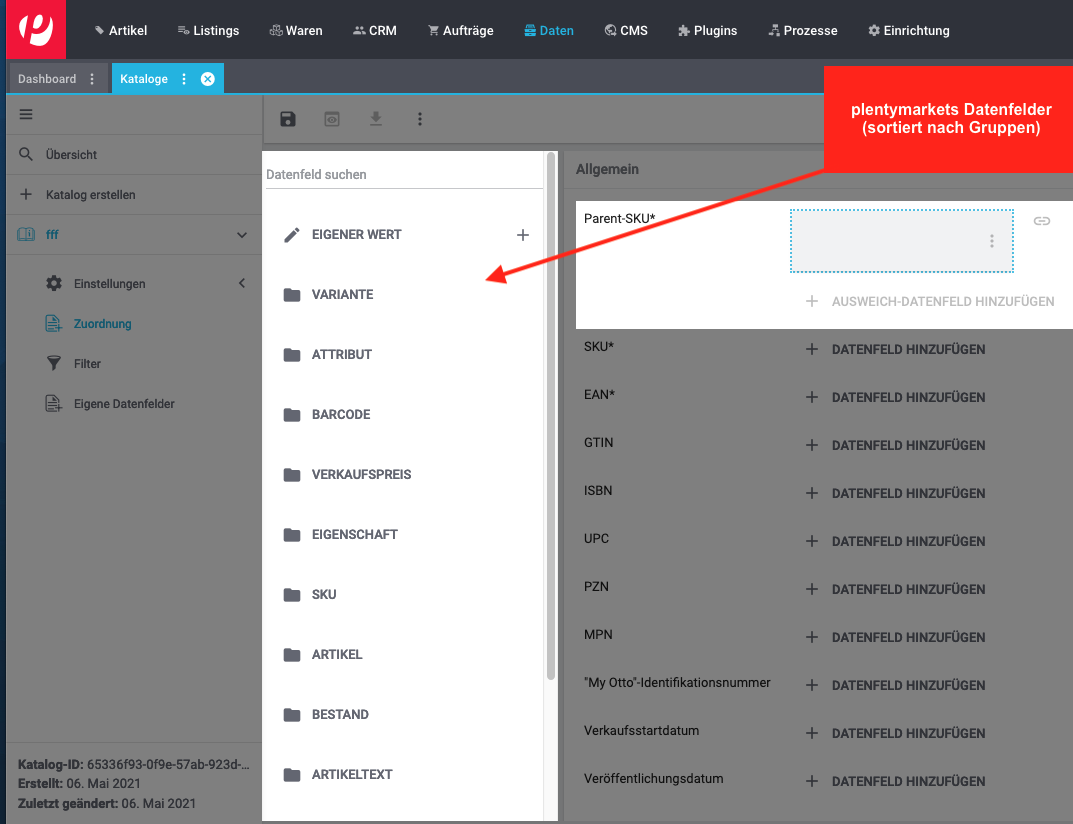 Artikel
Listings
Waren
CRM
Aufträge
Daten
CMS
Plugins
Prozesse
Einrichtung
Dashboard
Kataloge
plentymarkets Datenfelder
(sortiert nach Gruppen)
Übersicht
Katalog erstellen
fff
Einstellungen
Zuordnung
Filter
Eigene Datenfelder
Katalog-ID: 65336f93-0f9e-57ab-923d-...
Erstellt: 06. Mai 2021
Zuletzt geändert: 06. Mai 2021
Datenfeld suchen
EIGENER WERT
VARIANTE
ATTRIBUT
BARCODE
VERKAUFSPREIS
EIGENSCHAFT
SKU
ARTIKEL
BESTAND
ARTIKELTEXT
Allgemein
Parent-SKU*
AUSWEICH-DATENFELD HINZUFÜGEN
SKU*
DATENFELD HINZUFÜGEN
EAN*
DATENFELD HINZUFÜGEN
GTIN
DATENFELD HINZUFÜGEN
ISBN
DATENFELD HINZUFÜGEN
UPC
DATENFELD HINZUFÜGEN
PZN
DATENFELD HINZUFÜGEN
MPN
DATENFELD HINZUFÜGEN
"My Otto"-Identifikationsnummer
DATENFELD HINZUFÜGEN
Verkaufsstartdatum
DATENFELD HINZUFÜGEN
Veröffentlichungsdatum
DATENFELD HINZUFÜGEN